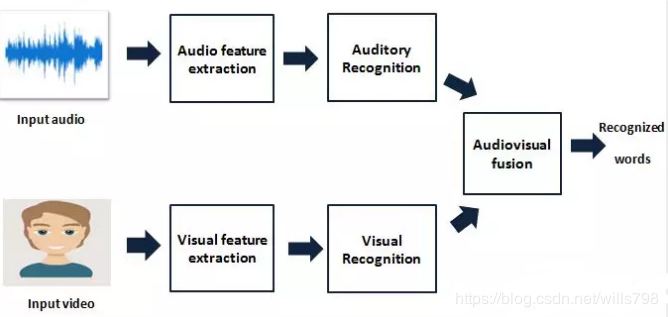 Input audio
Audio feature
extraction
Auditory
Recognition
Audiovisual
fusion
Recognized
words
Input video
Visual feature
extraction
Visual
Recognition
https://blog.csdn.net/wills798